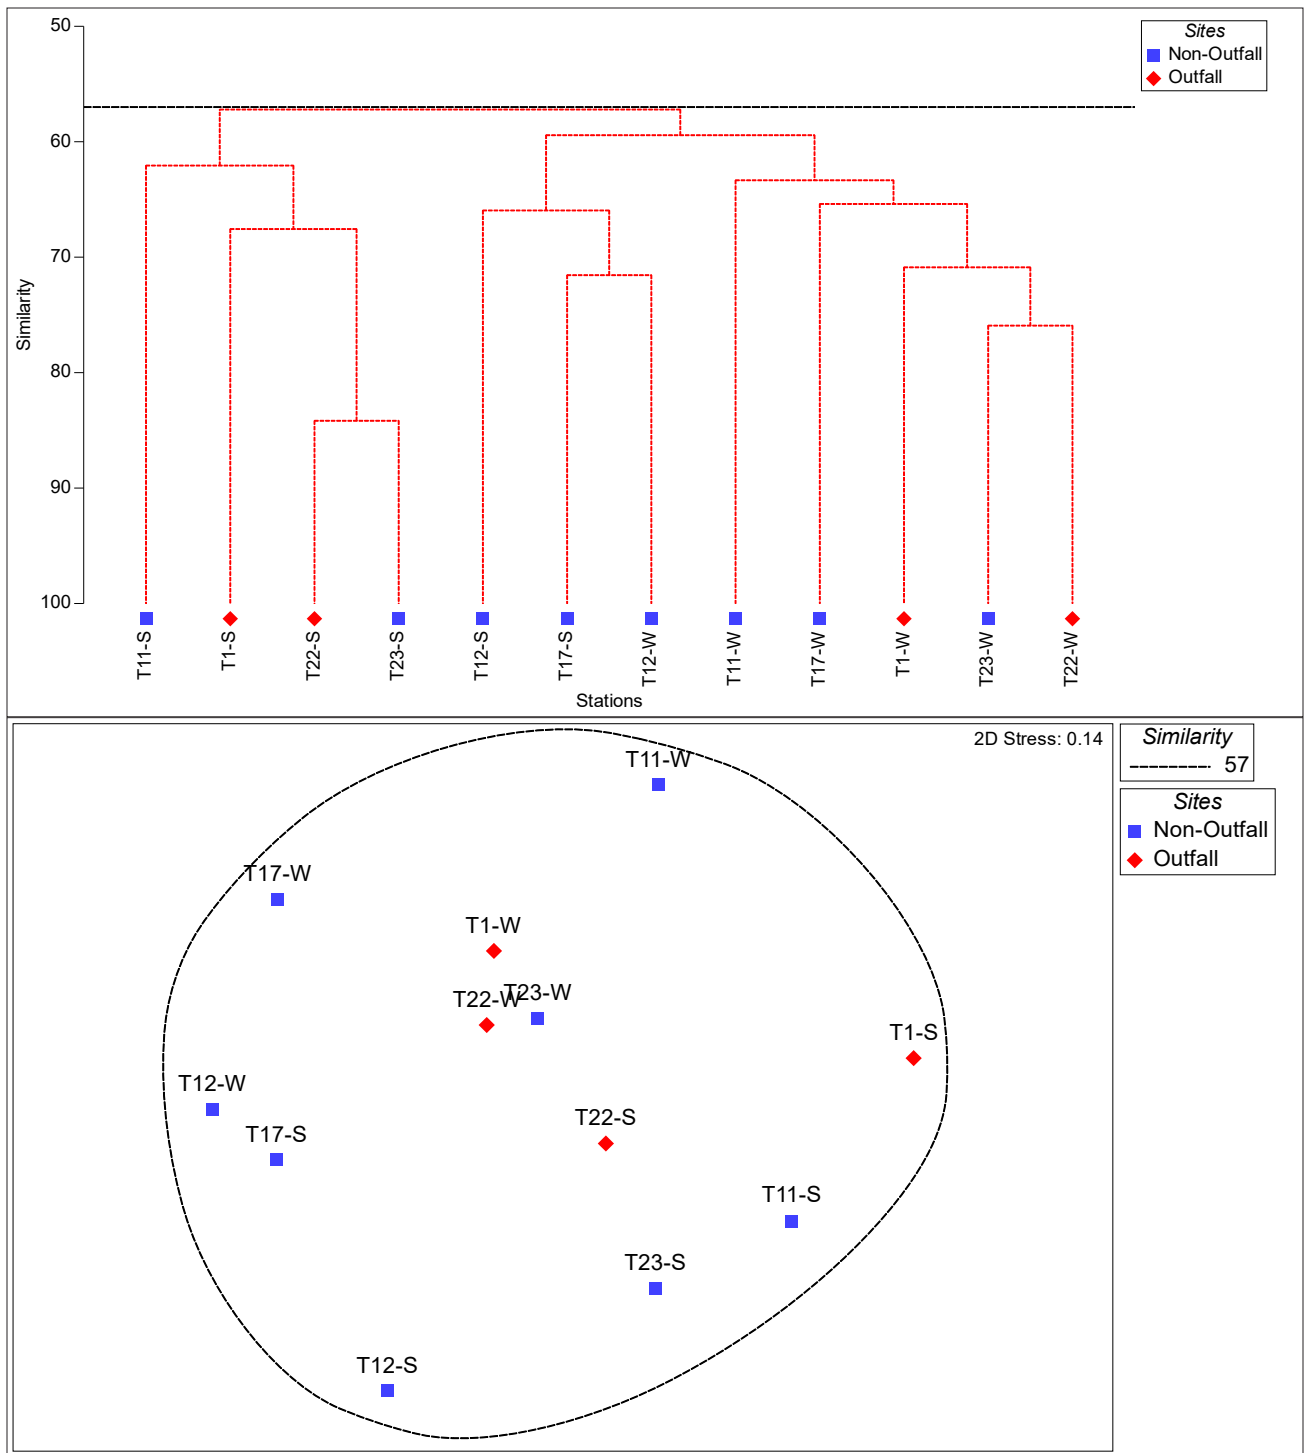 50
60
70
80
90
100
Similarity
Sites
Non-Outfall
Outfall
T11-S
T1-S
T22-S
T23-S
T12-S
T17-S
T12-W
T11-W
T17-W
T1-W
T23-W
T22-W
Stations
2D Stress: 0.14
Similarity
57
Sites
Non-Outfall
Outfall
T11-W
T17-W
T1-W
T22-W
T23-W
T1-S
T12-W
T22-S
T17-S
T11-S
T23-S
T12-S